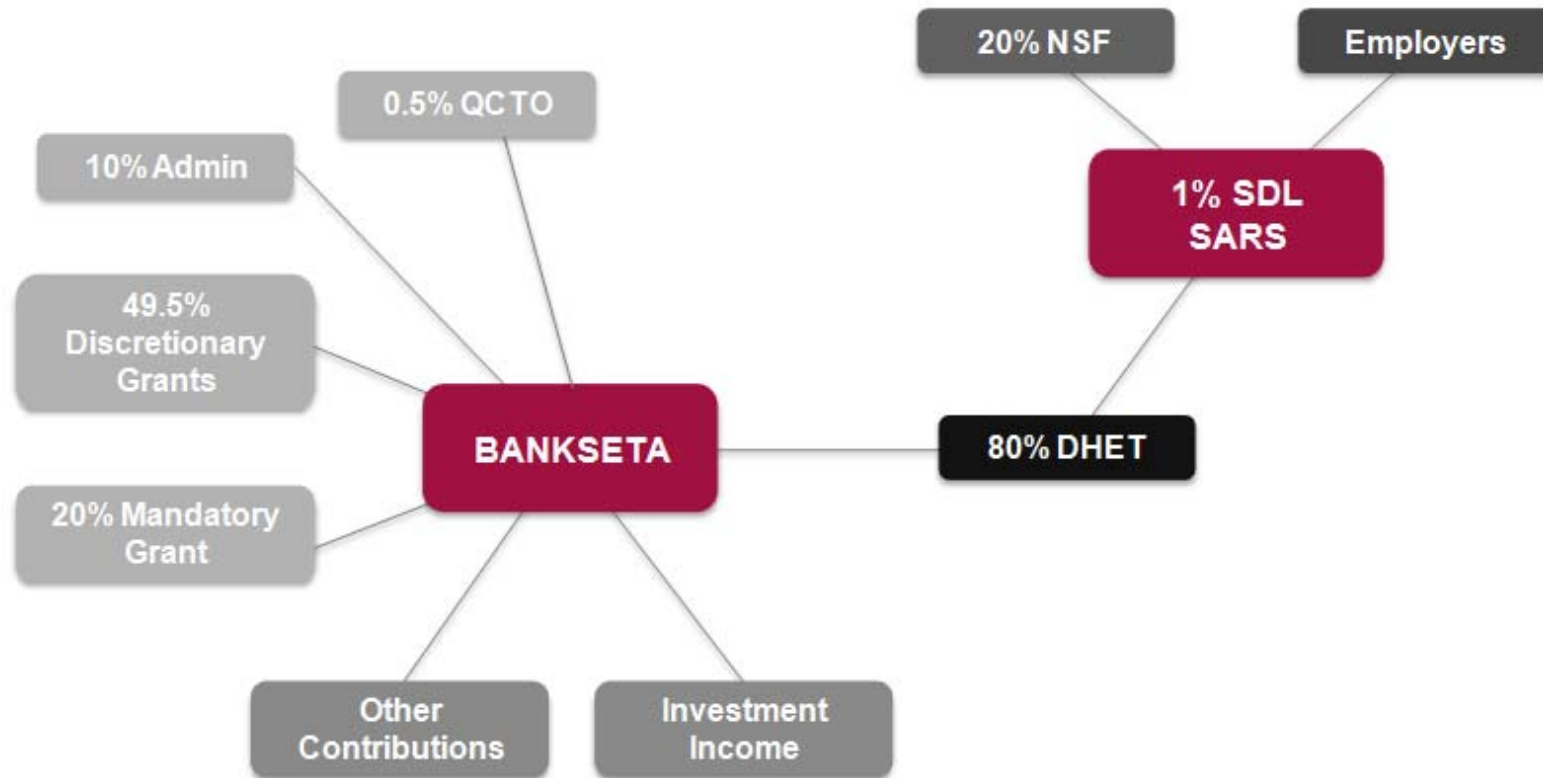 20% NSF
Employers
0.5% QCTO
10% Admin
1% SDL
SARS
49.5%
Discretionary
Grants
BANKSETA
80% DHET
20% Mandatory
Grant
Other
Contributions
Investment
Income